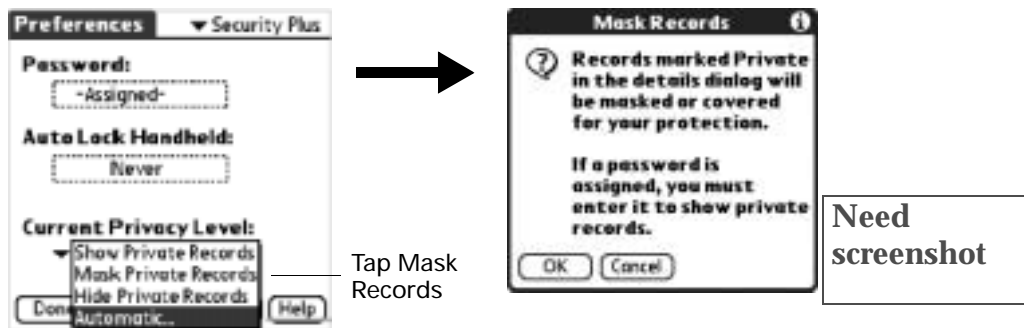 Preferences
Security Plus
Password:
-Assigned-
Auto Lock Handheld:
Never
Current Privacy Level:
Show Private Records
Mask Private Records
Hide Private Records
Automatic...
Help
Tap Mask
Records
Mask Records
Records marked Private
in the details dialog will
be masked or covered
for your protection.
If a password is
assigned, you must
enter it to show private
records.
OK
Cancel
Need
screenshot